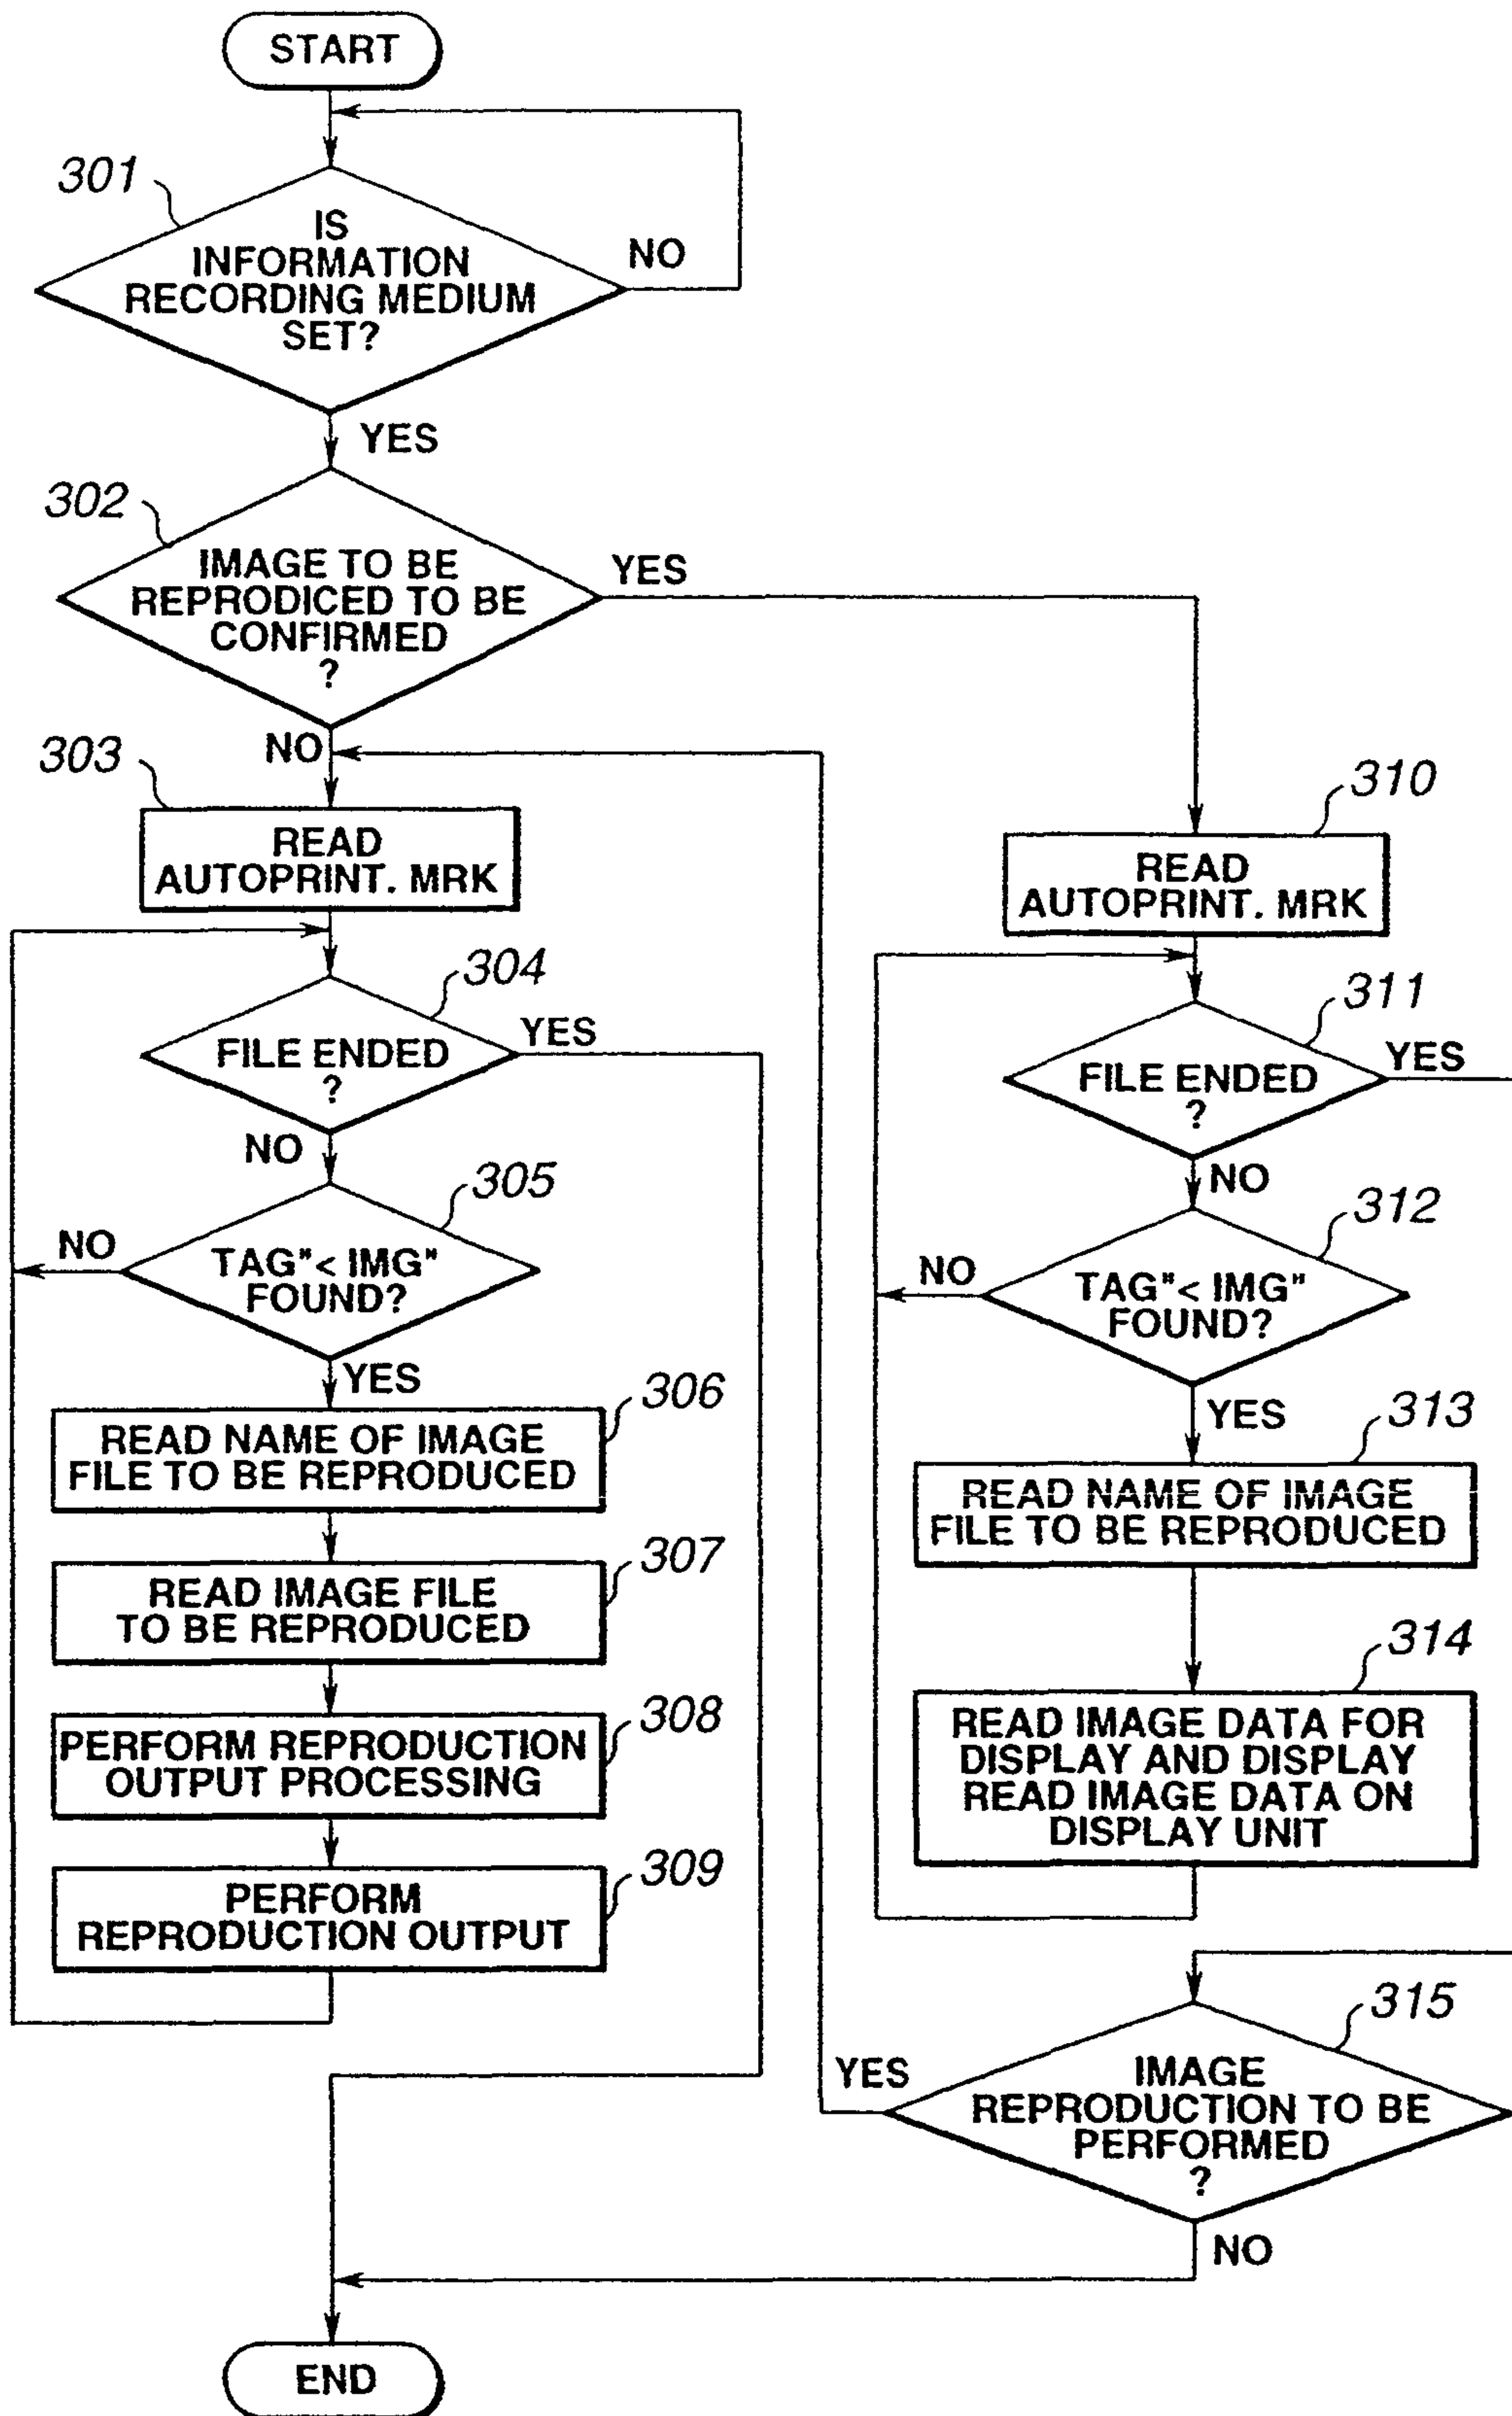 START
301
IS
INFORMATION
RECORDING MEDIUM
SET?
NO
YES
302
IMAGE TO BE
REPRODICED TO BE
CONFIRMED
?
YES
NO
303
READ
AUTOPRINT. MRK
304
FILE ENDED
?
YES
NO
305
TAG"< IMG"
FOUND?
NO
YES
306
READ NAME OF IMAGE
FILE TO BE REPRODUCED
307
READ IMAGE FILE
TO BE REPRODUCED
308
PERFORM REPRODUCTION
OUTPUT PROCESSING
309
PERFORM
REPRODUCTION OUTPUT
310
READ
AUTOPRINT. MRK
311
FILE ENDED
?
YES
NO
312
TAG"< IMG"
FOUND?
NO
YES
313
READ NAME OF IMAGE
FILE TO BE REPRODUCED
314
READ IMAGE DATA FOR
DISPLAY AND DISPLAY
READ IMAGE DATA ON
DISPLAY UNIT
315
IMAGE
REPRODUCTION TO BE
PERFORMED
?
YES
NO
END